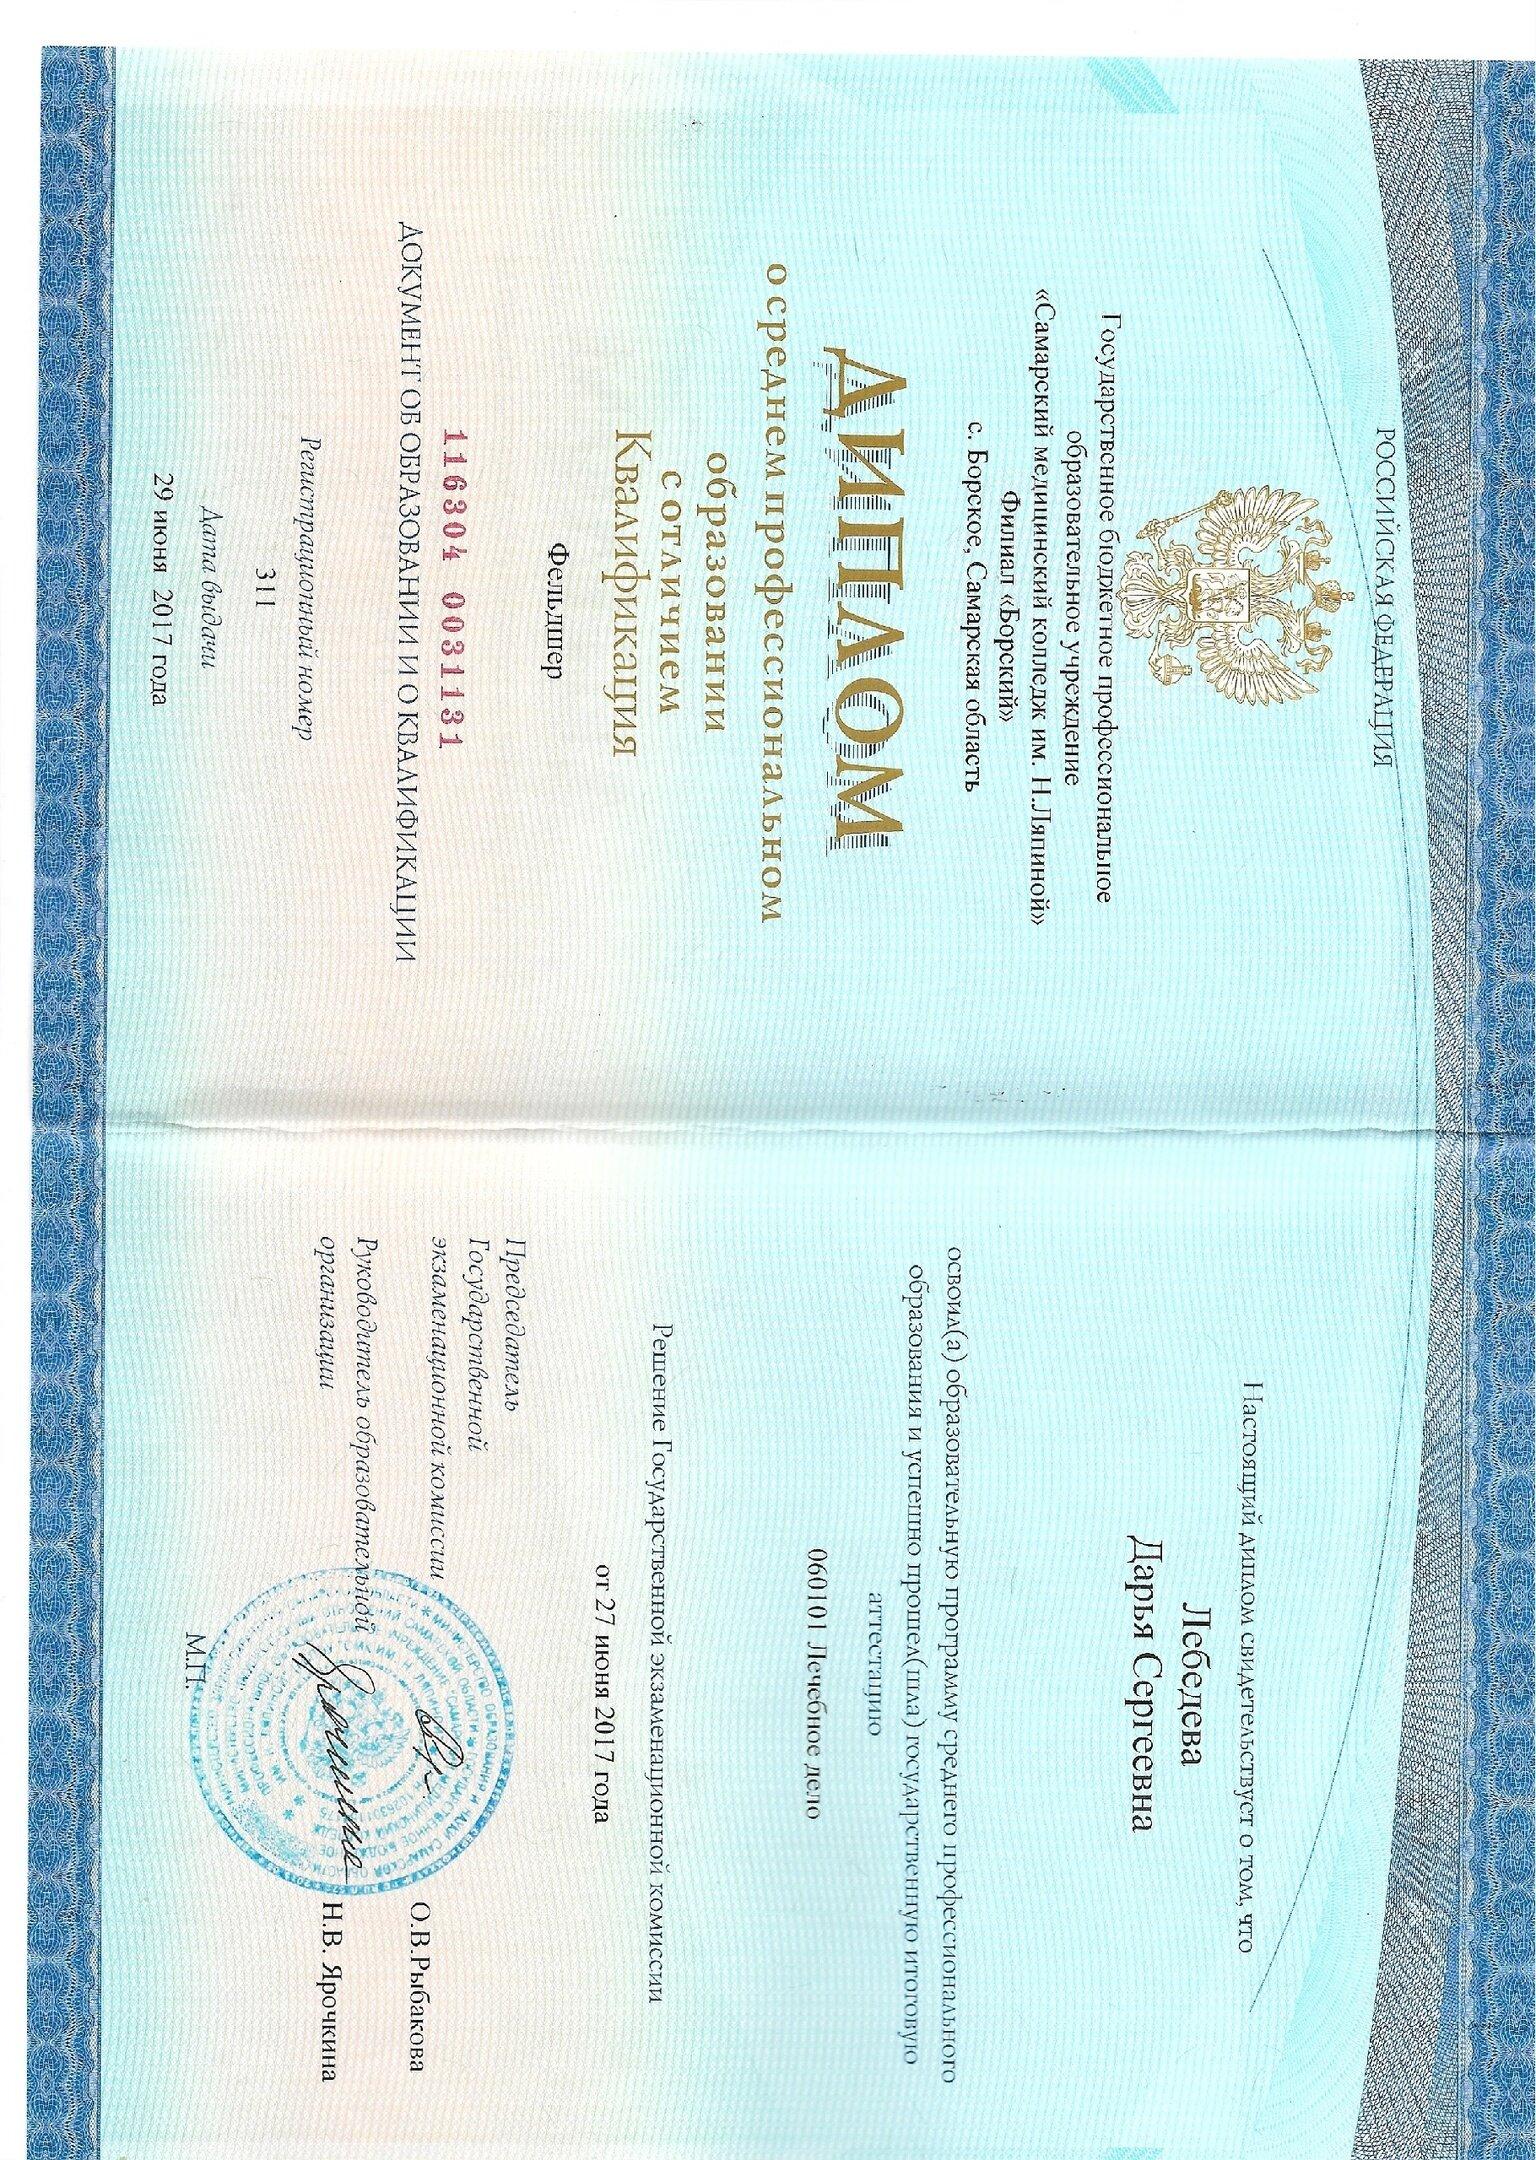 РОССИЙСКАЯ ФЕДЕРАЦИЯ
Государственное бюджетное профессиональное
образовательное учреждение
«Самарский медицинский колледж им. Н.Ляпиной»
Филиал «Борский»
с. Борское, Самарская область
ДИПЛОМ
о среднем профессиональном
образовании
с отличием
Квалификация
Фельдшер
116304 0031131
ДОКУМЕНТ ОБ ОБРАЗОВАНИИ И О КВАЛИФИКАЦИИ
Регистрационный номер
311
Дата выдачи
29 июня 2017 года
Настоящий диплом свидетельствует о том, что
Лебедева
Дарья Сергеевна
освоил(а) образовательную программу среднего профессионального
образования и успешно прошел(шла) государственную итоговую
аттестацию
060101 Лечебное дело
Решение Государственной экзаменационной комиссии
от 27 июня 2017 года
Председатель
Государственной
экзаменационной комиссии
О.В.Рыбакова
Руководитель образовательной
организации
Н.В. Ярочкина
М.П.